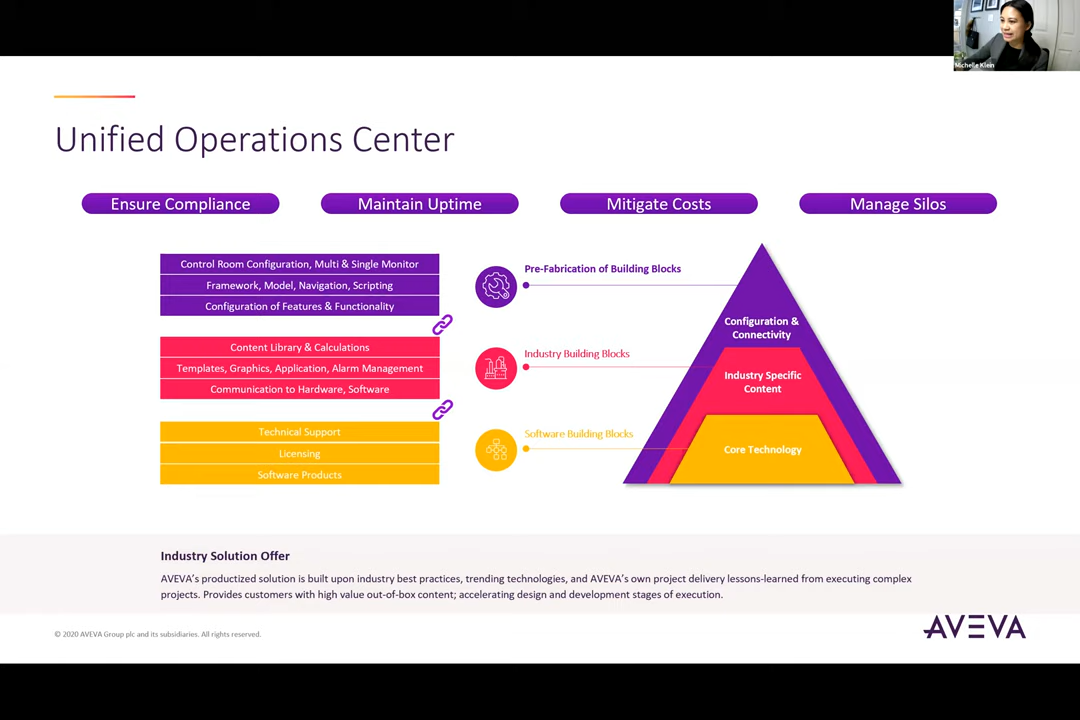 Michelle Klein
Unified Operations Center
Ensure Compliance
Maintain Uptime
Mitigate Costs
Manage Silos
Control Room Configuration, Multi & Single Monitor
Framework, Model, Navigation, Scripting
Configuration of Features & Functionality
Content Library & Calculations
Templates, Graphics, Application, Alarm Management
Communication to Hardware, Software
Technical Support
Licensing
Software Products
Pre-Fabrication of Building Blocks
Industry Building Blocks
Software Building Blocks
Configuration &
Connectivity
Industry Specific
Content
Core Technology
Industry Solution Offer
AVEVA's productized solution is built upon industry best practices, trending technologies, and AVEVA's own project delivery lessons-learned from executing complex
projects. Provides customers with high value out-of-box content; accelerating design and development stages of execution.
© 2020 AVEVA Group plc and its subsidiaries. All rights reserved.
AVEVA